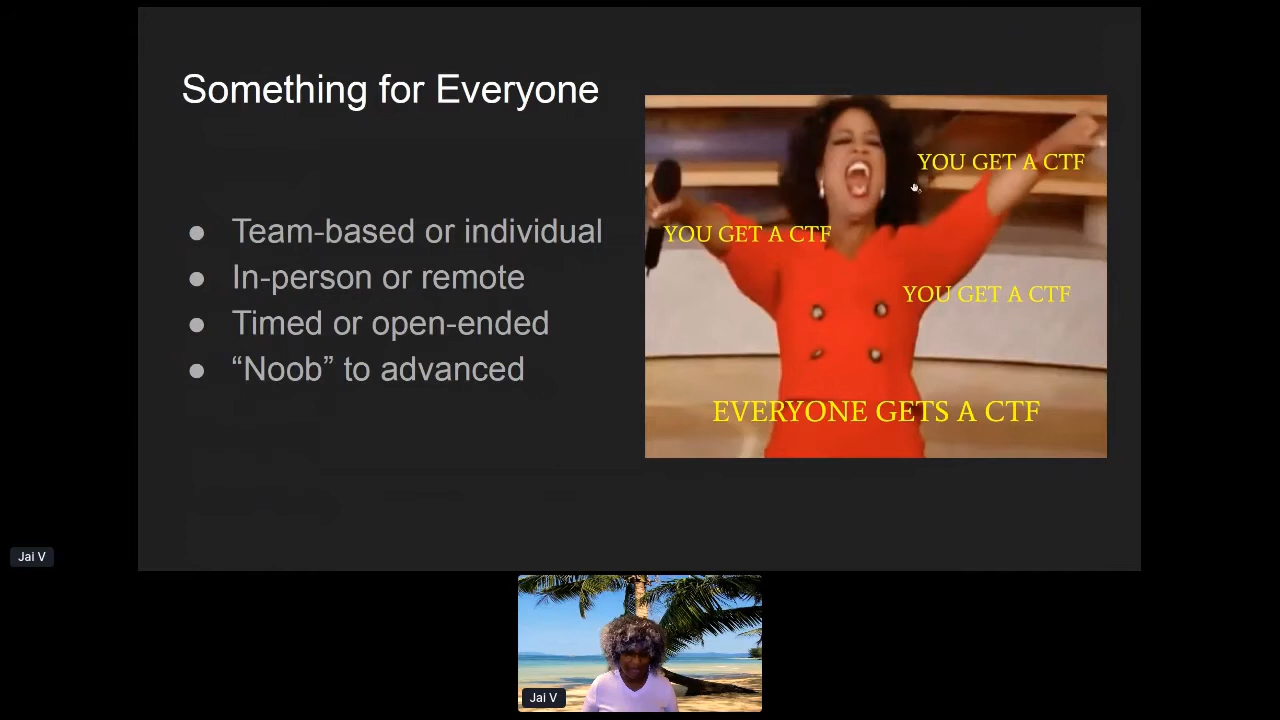 Something for Everyone
● Team-based or individual
● In-person or remote
● Timed or open-ended
● “Noob” to advanced
YOU GET A CTF
YOU GET A CTF
YOU GET A CTF
EVERYONE GETS A CTF
Jai V
Jai V